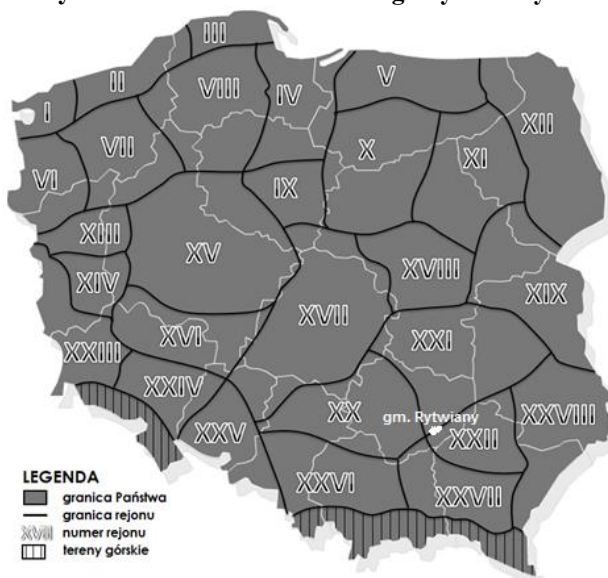 III
II
V
I
VIII
IV
XII
VII
X
XI
VI
IX
XIII
XV
XVIII
XIV
XIX
XVII
XVI
XXI
XXIII
XXIV
XX
gm. Rytwiany
XXVIII
XXV
XXII
XXVI
XXVII
LEGENDA
granica Państwa
granica rejonu
XVIII numer rejonu
tereny górskie